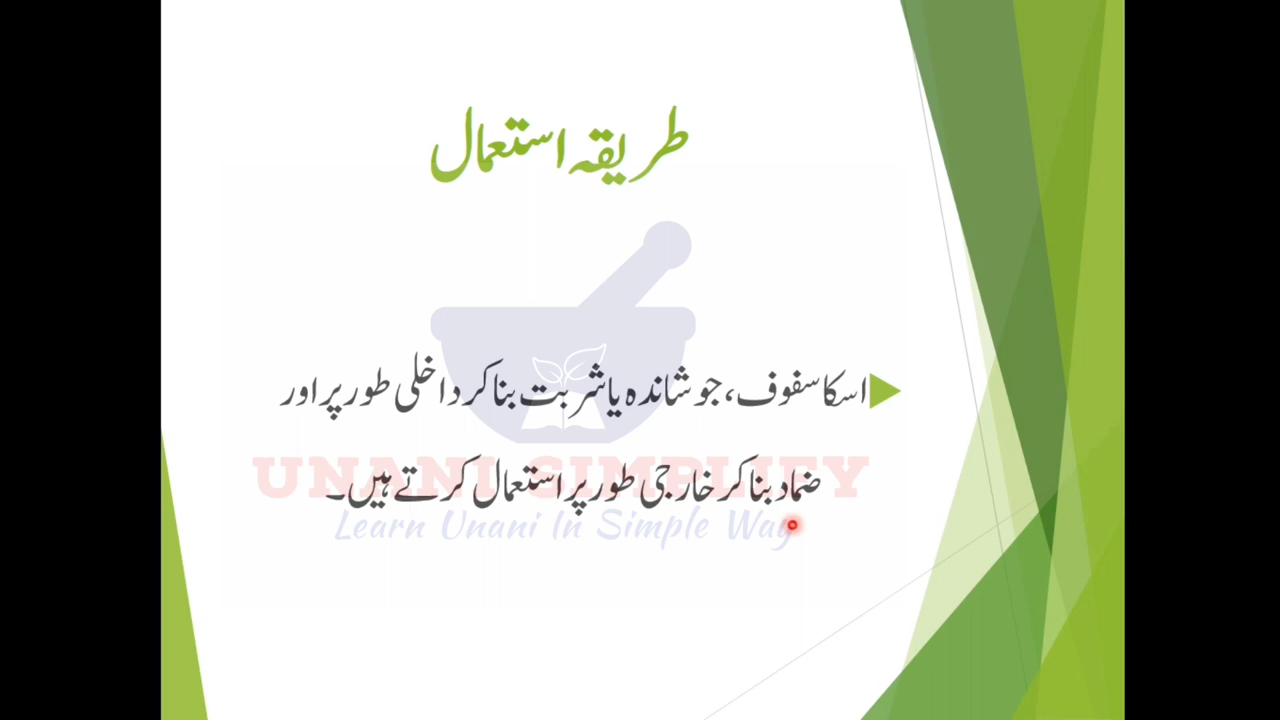 طریقہ استعمال
اسکا سفوف، جوشاندہ یا شربت بنا کر داخلی طور پر اور
ضماد بنا کر خارجی طور پر استعمال کرتے ہیں۔
UNANI SIMPLIFY
Learn Unani In Simple Way